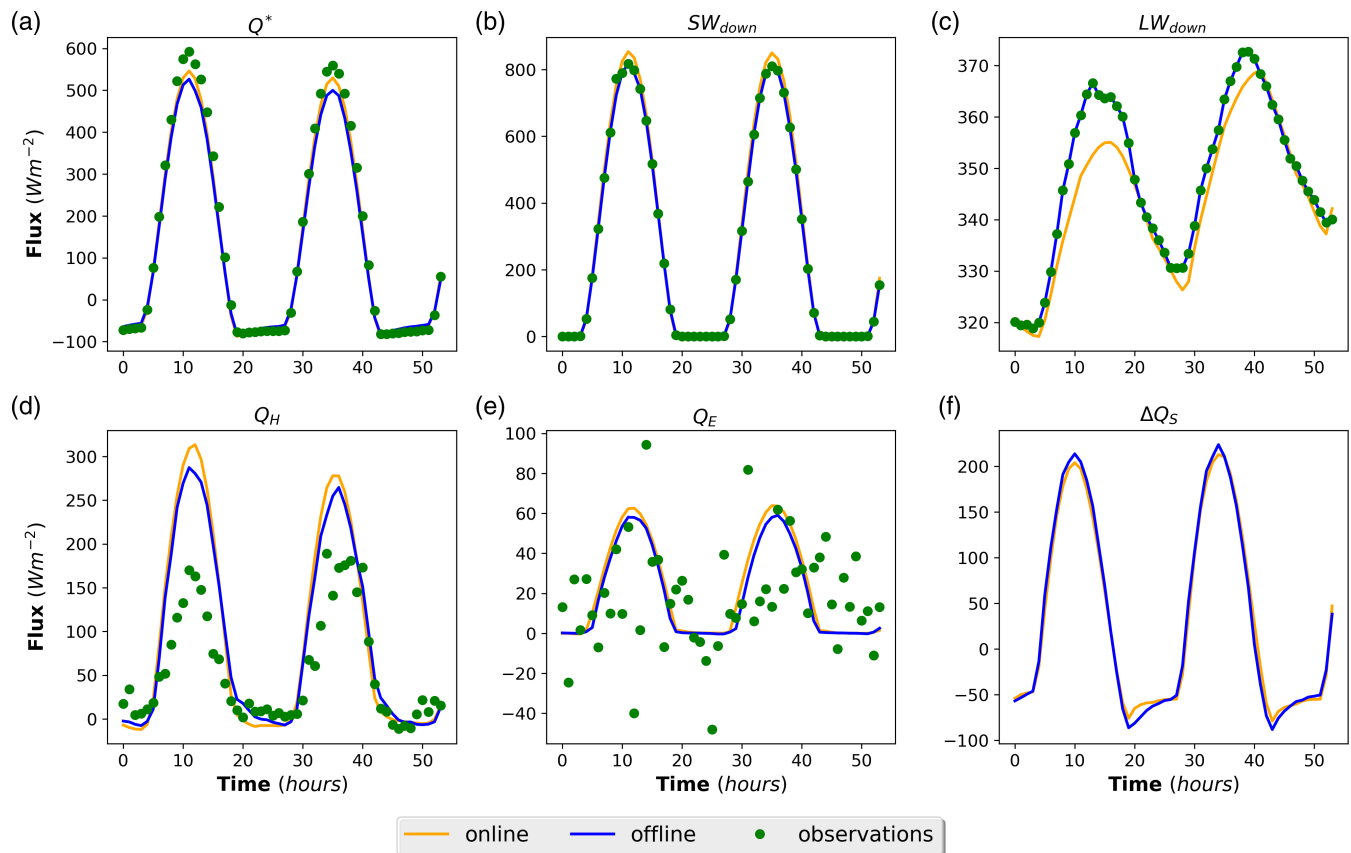 (a) Q* (b) SWdown (c) LWdown
Flux (Wm⁻²)
600
500
400
300
200
100
0
−100
0 10 20 30 40 50
800
600
400
200
0
0 10 20 30 40 50
370
360
350
340
330
320
0 10 20 30 40 50
(d) QH (e) QE (f) ΔQS
Flux (Wm⁻²)
300
250
200
150
100
50
0
0 10 20 30 40 50
Time (hours)
100
80
60
40
20
0
−20
−40
0 10 20 30 40 50
Time (hours)
200
150
100
50
0
−50
−100
0 10 20 30 40 50
Time (hours)
online offline observations